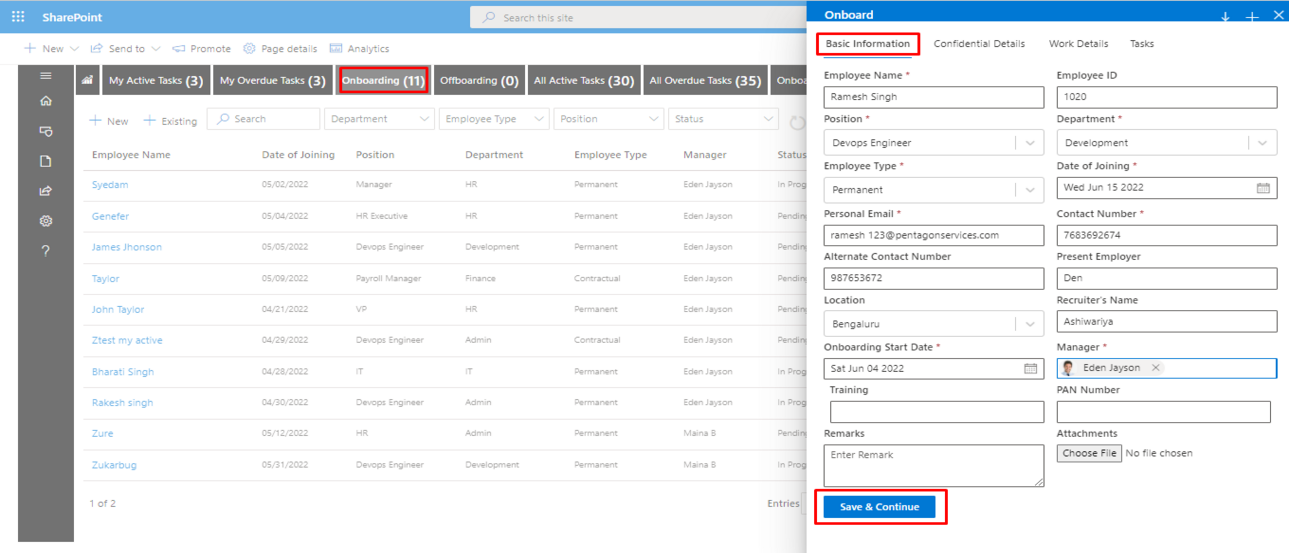 SharePoint
Search this site
New Send to Promote Page details Analytics
My Active Tasks (3) My Overdue Tasks (3) Onboarding (11) Offboarding (0) All Active Tasks (30) All Overdue Tasks (35) Onboa
New Existing Search Department Employee Type Position Status
Employee Name Date of Joining Position Department Employee Type Manager Status
Syedam 05/02/2022 Manager HR Permanent Eden Jayson In Prog
Genefer 05/04/2022 HR Executive HR Permanent Eden Jayson Pending
James Jhonson 05/05/2022 Devops Engineer Development Permanent Eden Jayson Pending
Taylor 05/09/2022 Payroll Manager Finance Contractual Eden Jayson Pending
John Taylor 04/21/2022 VP HR Permanent Eden Jayson In Prog
Ztest my active 04/29/2022 Devops Engineer Admin Contractual Eden Jayson In Prog
Bharati Singh 04/28/2022 IT IT Permanent Eden Jayson In Prog
Rakesh singh 04/30/2022 Devops Engineer Admin Permanent Eden Jayson In Prog
Zure 05/12/2022 HR Admin Permanent Maina B Pendin
Zukarbug 05/31/2022 Devops Engineer Development Permanent Maina B In Prog
1 of 2 Entries
Onboard
Basic Information Confidential Details Work Details Tasks
Employee Name * Employee ID
Ramesh Singh 1020
Position * Department *
Devops Engineer Development
Employee Type * Date of Joining *
Permanent Wed Jun 15 2022
Personal Email * Contact Number *
ramesh 123@pentagonservices.com 7683692674
Alternate Contact Number Present Employer
987653672 Den
Location Recruiter's Name
Bengaluru Ashiwariya
Onboarding Start Date * Manager *
Sat Jun 04 2022 Eden Jayson
Training PAN Number
Remarks Attachments
Enter Remark Choose File No file chosen
Save & Continue